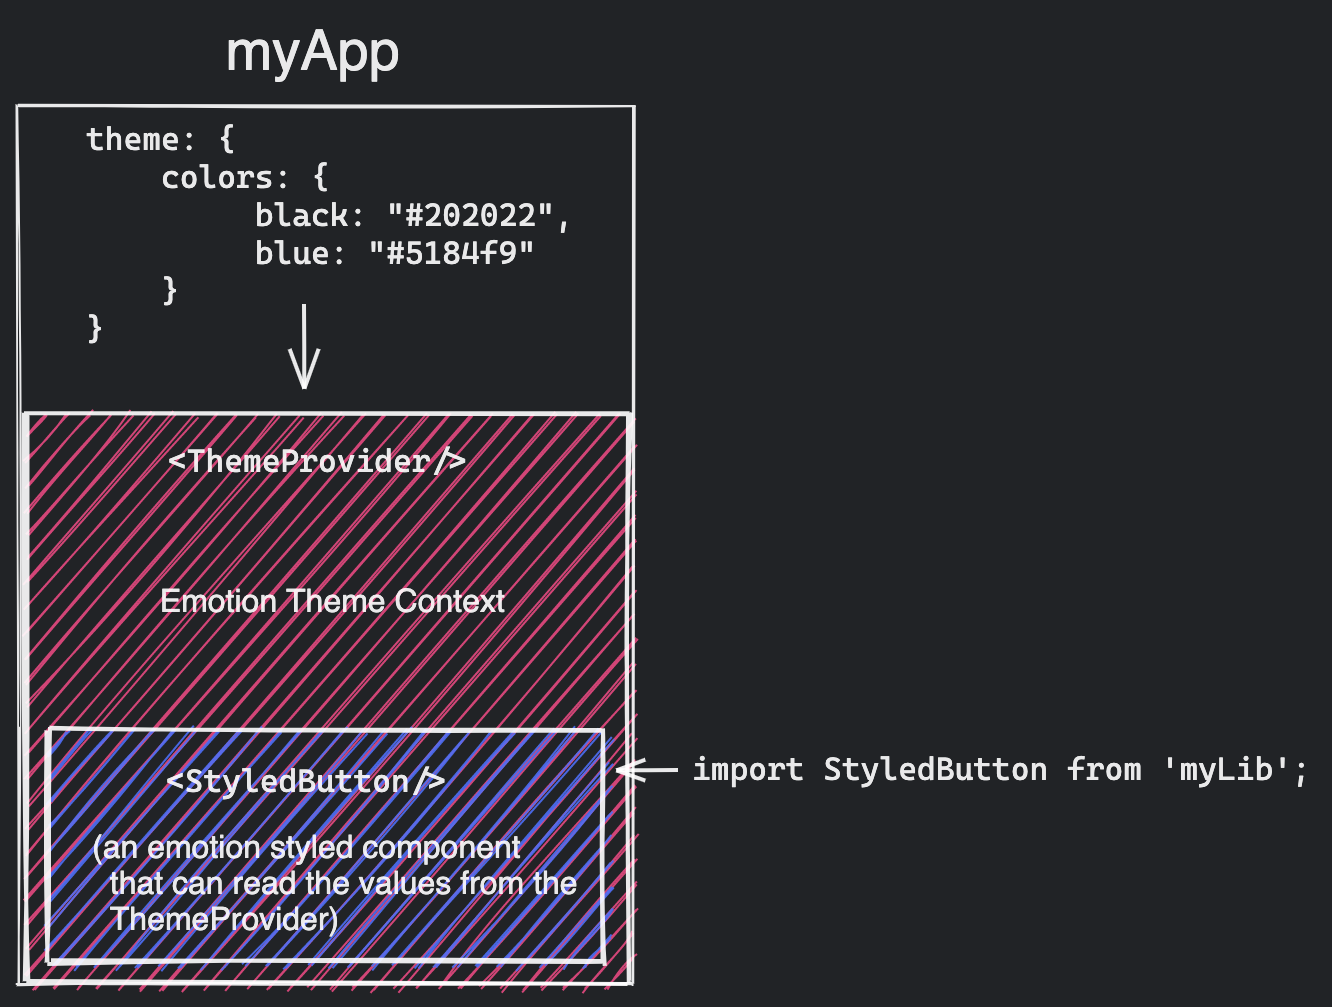 myApp
theme: {
colors: {
black: "#202022",
blue: "#5184f9"
}
}
<ThemeProvider/>
Emotion Theme Context
<StyledButton/>
import StyledButton from 'myLib';
(an emotion styled component
that can read the values from the
ThemeProvider)